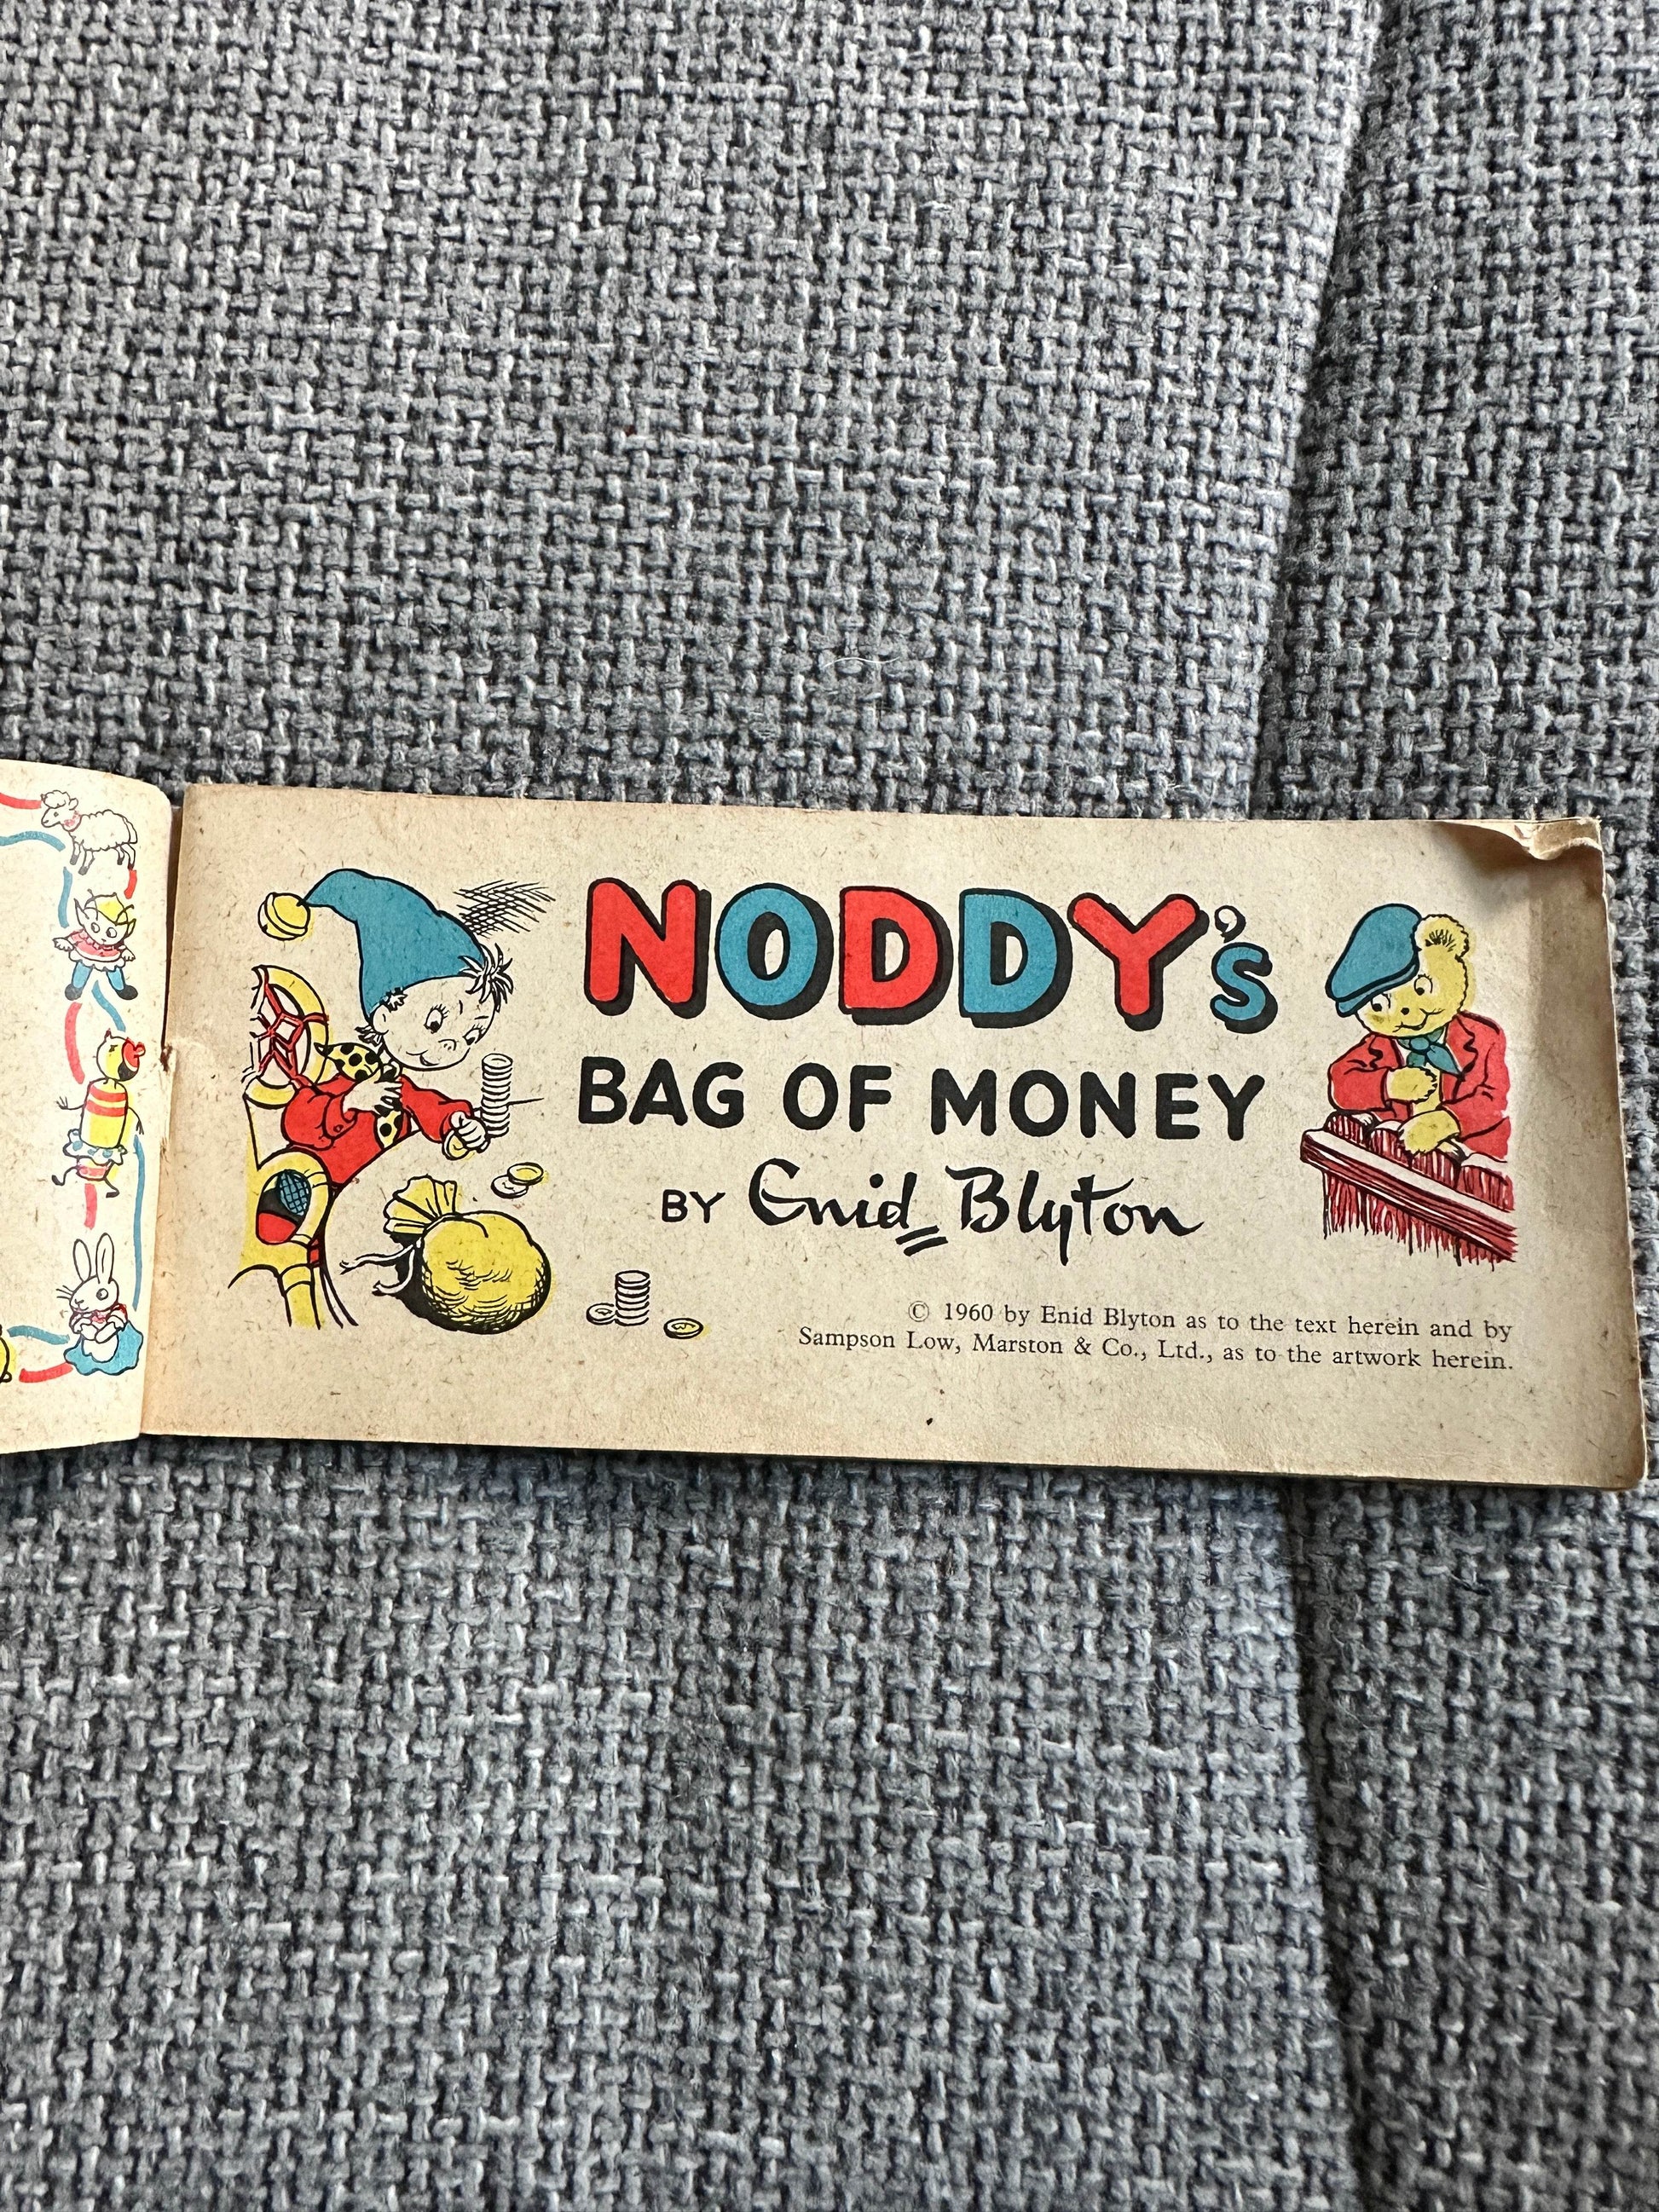 NODDY's
BAG OF MONEY
BY Enid Blyton
© 1960 by Enid Blyton as to the text herein and by
Sampson Low, Marston & Co., Ltd., as to the artwork herein.